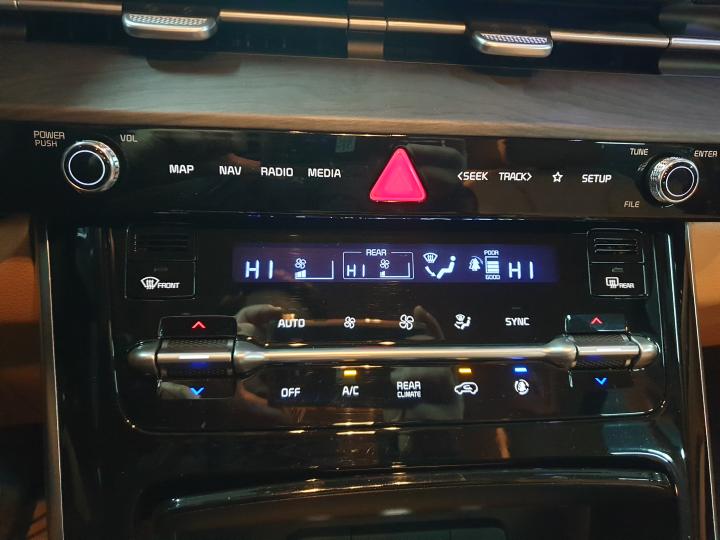 POWER
PUSH
VOL
MAP
NAV
RADIO
MEDIA
<SEEK
TRACK>
SETUP
TUNE
ENTER
FILE
HI
REAR
HI
POOR
GOOD
HI
FRONT
REAR
AUTO
SYNC
OFF
A/C
REAR
CLIMATE